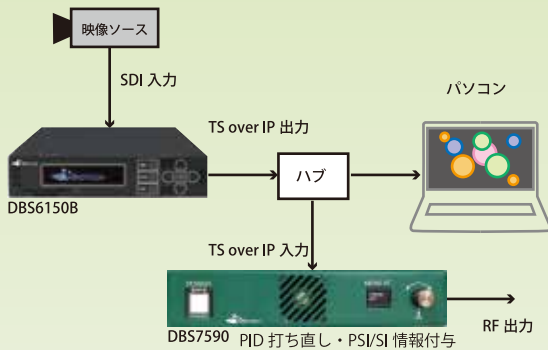 映像ソース
SDI 入力
パソコン
TS over IP 出力
ハブ
DBS6150B
TS over IP 入力
DBS7590
PID 打ち直し・PSI/SI 情報付与
RF 出力